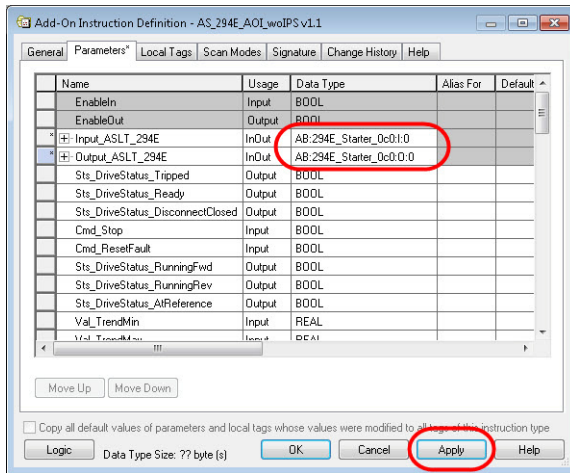 Add-On Instruction Definition - AS_294E_AOI_woIPS v1.1
General Parameters* Local Tags Scan Modes Signature Change History Help
Name Usage Data Type Alias For Default
EnableIn Input BOOL
EnableOut Output BOOL
* Input_ASLT_294E InOut AB:294E_Starter_0c0:I:0
* Output_ASLT_294E InOut AB:294E_Starter_0c0:O:0
Sts_DriveStatus_Tripped Output BOOL
Sts_DriveStatus_Ready Output BOOL
Sts_DriveStatus_DisconnectClosed Output BOOL
Cmd_Stop Input BOOL
Cmd_ResetFault Input BOOL
Sts_DriveStatus_RunningFwd Output BOOL
Sts_DriveStatus_RunningRev Output BOOL
Sts_DriveStatus_AtReference Output BOOL
Val_TrendMin Input REAL
Val_TrendMax Input REAL
Move Up Move Down
Copy all default values of parameters and local tags whose values were modified to all tags of this instruction type
Logic Data Type Size: ?? byte (s) OK Cancel Apply Help